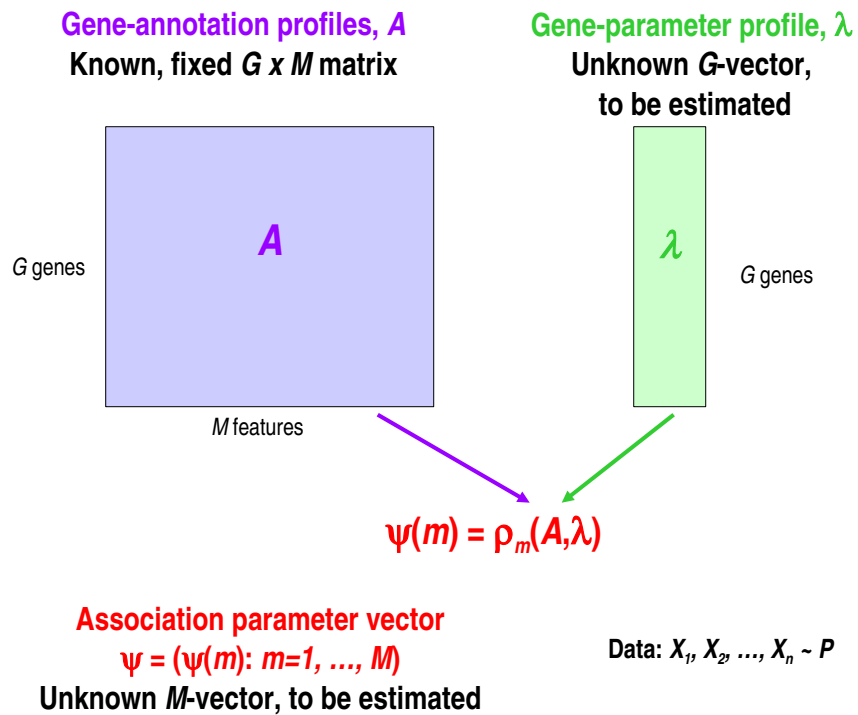 Gene-annotation profiles, A
Known, fixed G x M matrix
Gene-parameter profile, λ
Unknown G-vector,
to be estimated
A
λ
G genes
G genes
M features
ψ(m) = ρm(A,λ)
Association parameter vector
ψ = (ψ(m): m=1, ..., M)
Unknown M-vector, to be estimated
Data: X1, X2, ..., Xn ~ P